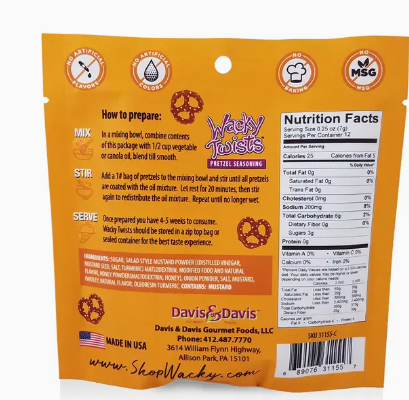 NO ARTIFICIAL FLAVORS
NO ARTIFICIAL COLORS
NO BAKING
NO MSG
How to prepare:
MIX
In a mixing bowl, combine contents
of this package with 1/2 cup vegetable
or canola oil, blend till smooth.
STIR
Add a 1# bag of pretzels to the mixing bowl and stir until all pretzels
are coated with the oil mixture. Let rest for 20 minutes, then stir
again to redistribute the oil mixture. Repeat until no longer wet.
SERVE
Once prepared you have 4-5 weeks to consume.
Wacky Twists should be stored in a zip top bag or
sealed container for the best taste experience.
Wacky
Twists
PRETZEL SEASONING
INGREDIENTS: SUGAR, SALAD STYLE MUSTARD POWDER (DISTILLED VINEGAR,
MUSTARD SEED, SALT, TURMERIC MALTODEXTRIN, MODIFIED FOOD AND NATURAL
FLAVOR), HONEY POWDER (MALTODEXTRIN, HONEY), ONION POWDER, SALT, MUSTARD,
PARSLEY, NATURAL FLAVOR, OLEORESIN TURMERIC. CONTAINS: MUSTARD
Davis & Davis
Davis & Davis Gourmet Foods, LLC
Phone: 412.487.7770
3614 William Flynn Highway,
Allison Park, PA 15101
MADE IN USA
www.ShopWacky.com
Nutrition Facts
Serving Size 0.25 oz (7g)
Servings Per Container 12
Amount Per Serving
Calories 25 Calories from Fat 5
% Daily Value*
Total Fat 0g 0%
Saturated Fat 0g 0%
Trans Fat 0g
Cholesterol 0mg 0%
Sodium 200mg 8%
Total Carbohydrate 6g 2%
Dietary Fiber 0g 0%
Sugars 3g
Protein 0g
Vitamin A 0% • Vitamin C 0%
Calcium 0% • Iron 2%
SKU 31155-C
8 89076 31155 7